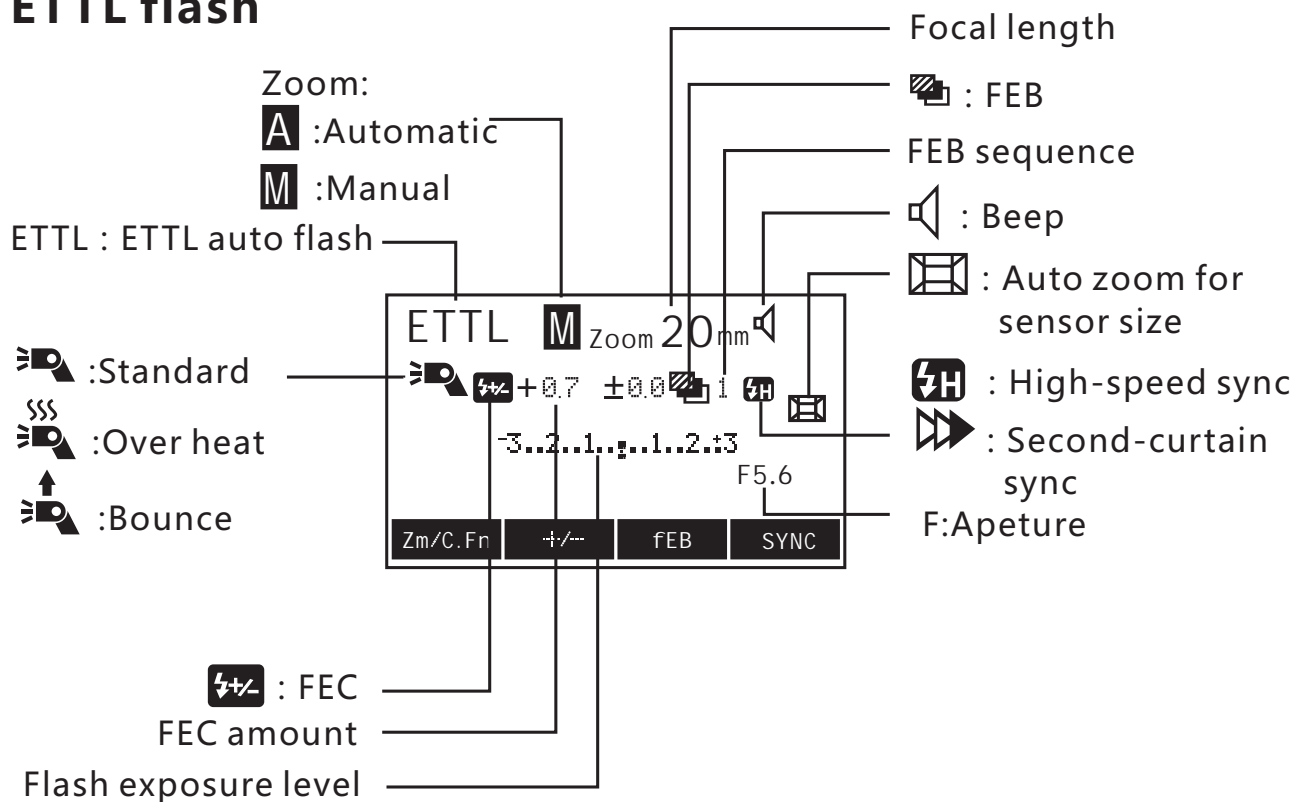 ETTL flash
Focal length
Zoom:
: FEB
A :Automatic
FEB sequence
M :Manual
: Beep
ETTL : ETTL auto flash
: Auto zoom for
sensor size
ETTL M Zoom 20mm
:Standard
+/- +0.7 ±0.0 1 H
H : High-speed sync
:Over heat
-3..2..1...1..2..+3
: Second-curtain
sync
F5.6
:Bounce
F:Apeture
Zm/C.Fn +/-- fEB SYNC
+/- : FEC
FEC amount
Flash exposure level